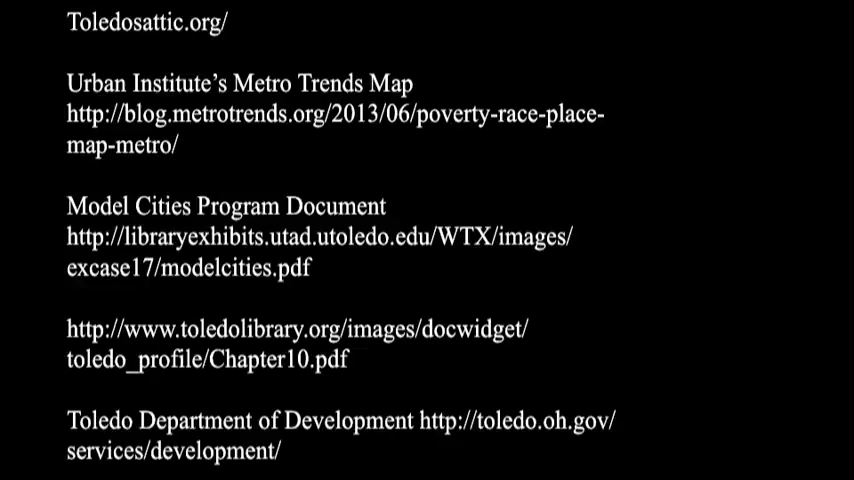 Toledosattic.org/
Urban Institute’s Metro Trends Map
http://blog.metrotrends.org/2013/06/poverty-race-place-
map-metro/
Model Cities Program Document
http://libraryexhibits.utad.utoledo.edu/WTX/images/
excase17/modelcities.pdf
http://www.toledolibrary.org/images/docwidget/
toledo_profile/Chapter10.pdf
Toledo Department of Development http://toledo.oh.gov/
services/development/